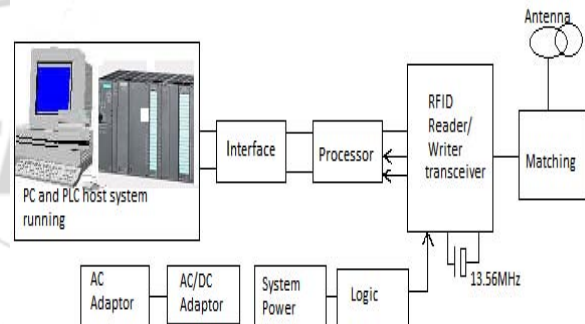 Antenna
RFID
Reader/
Writer
transceiver
Interface
Processor
Matching
PC and PLC host system
running
13.56MHz
AC
Adaptor
AC/DC
Adaptor
System
Power
Logic